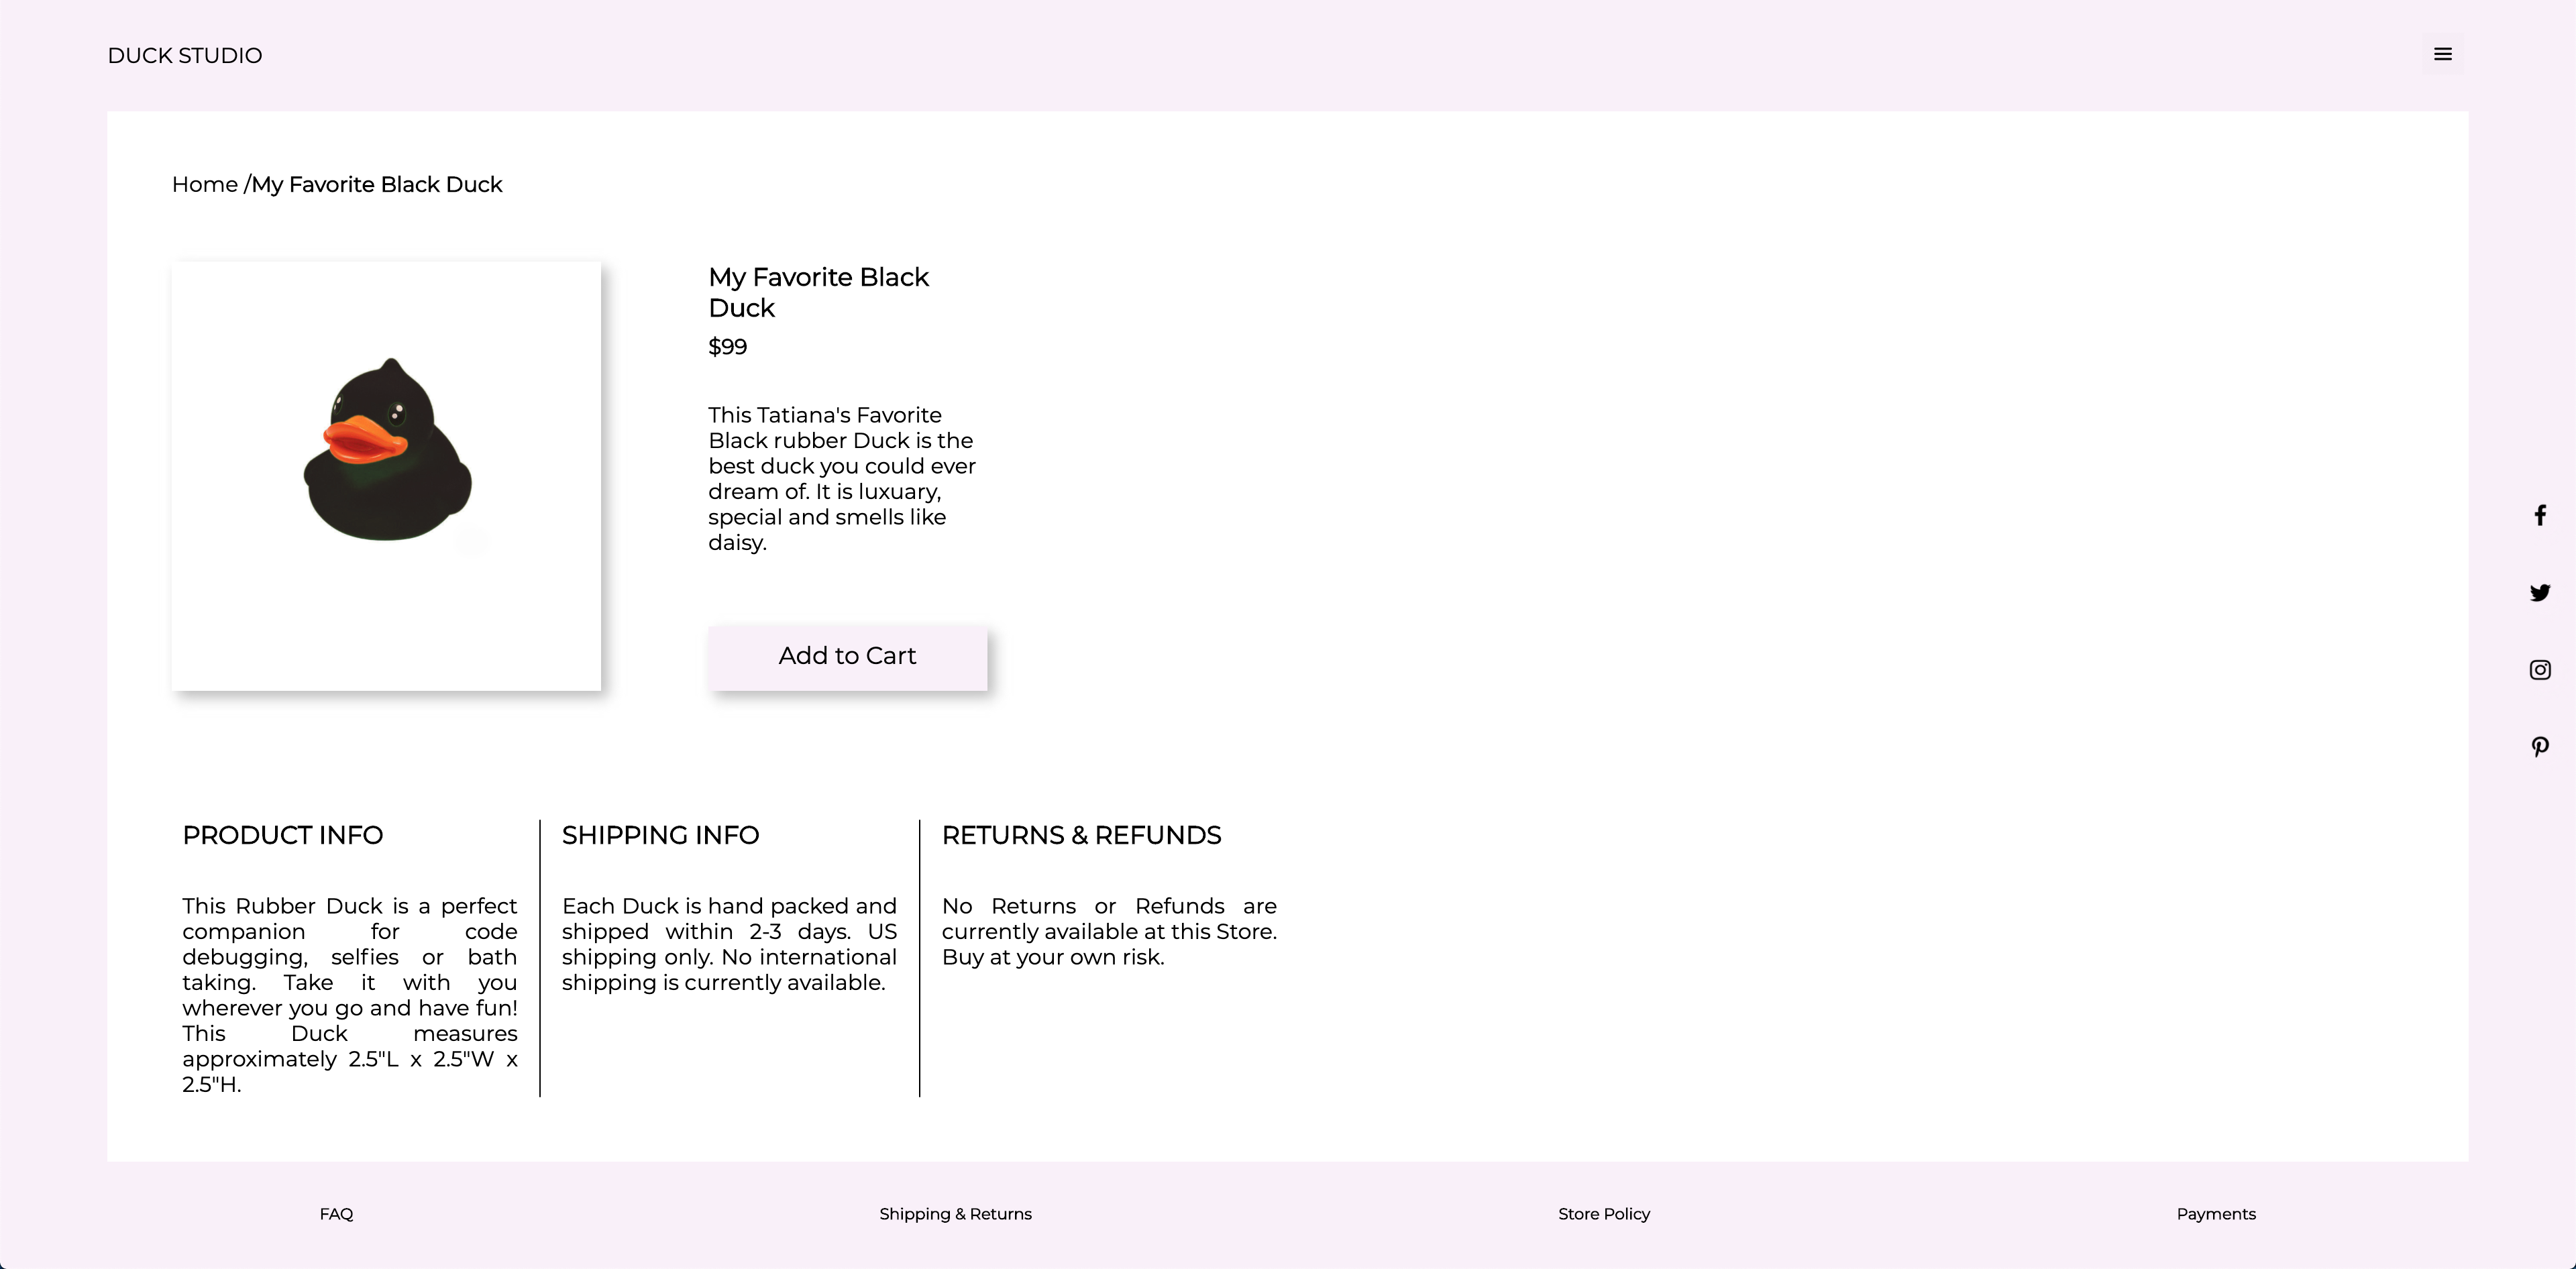 DUCK STUDIO
Home /My Favorite Black Duck
My Favorite Black
Duck
$99
This Tatiana's Favorite
Black rubber Duck is the
best duck you could ever
dream of. It is luxuary,
special and smells like
daisy.
Add to Cart
PRODUCT INFO
This Rubber Duck is a perfect
companion for code
debugging, selfies or bath
taking. Take it with you
wherever you go and have fun!
This Duck measures
approximately 2.5"L x 2.5"W x
2.5"H.
SHIPPING INFO
Each Duck is hand packed and
shipped within 2-3 days. US
shipping only. No international
shipping is currently available.
RETURNS & REFUNDS
No Returns or Refunds are
currently available at this Store.
Buy at your own risk.
FAQ
Shipping & Returns
Store Policy
Payments